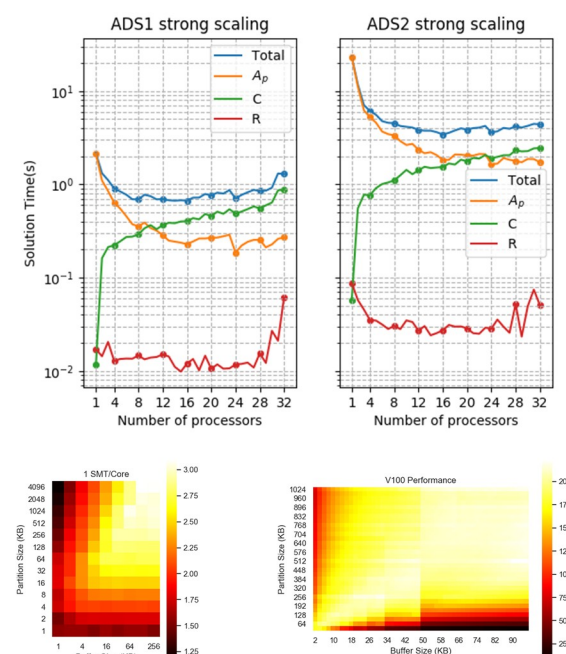 ADS1 strong scaling
ADS2 strong scaling
Total
Ap
C
R
Total
Ap
C
R
Solution Time(s)
10^1
10^0
10^-1
10^-2
1 4 8 12 16 20 24 28 32
1 4 8 12 16 20 24 28 32
Number of processors
Number of processors
1 SMT/Core
Partition Size (KB)
4096
2048
1024
512
256
128
64
32
16
8
4
2
1
1 4 16 64 256
3.00
2.75
2.50
2.25
2.00
1.75
1.50
1.25
V100 Performance
Partition Size (KB)
1024
960
896
832
768
704
640
576
512
448
384
320
256
192
128
64
2 10 18 26 34 42 50 58 66 74 82 90
Buffer Size (KB)